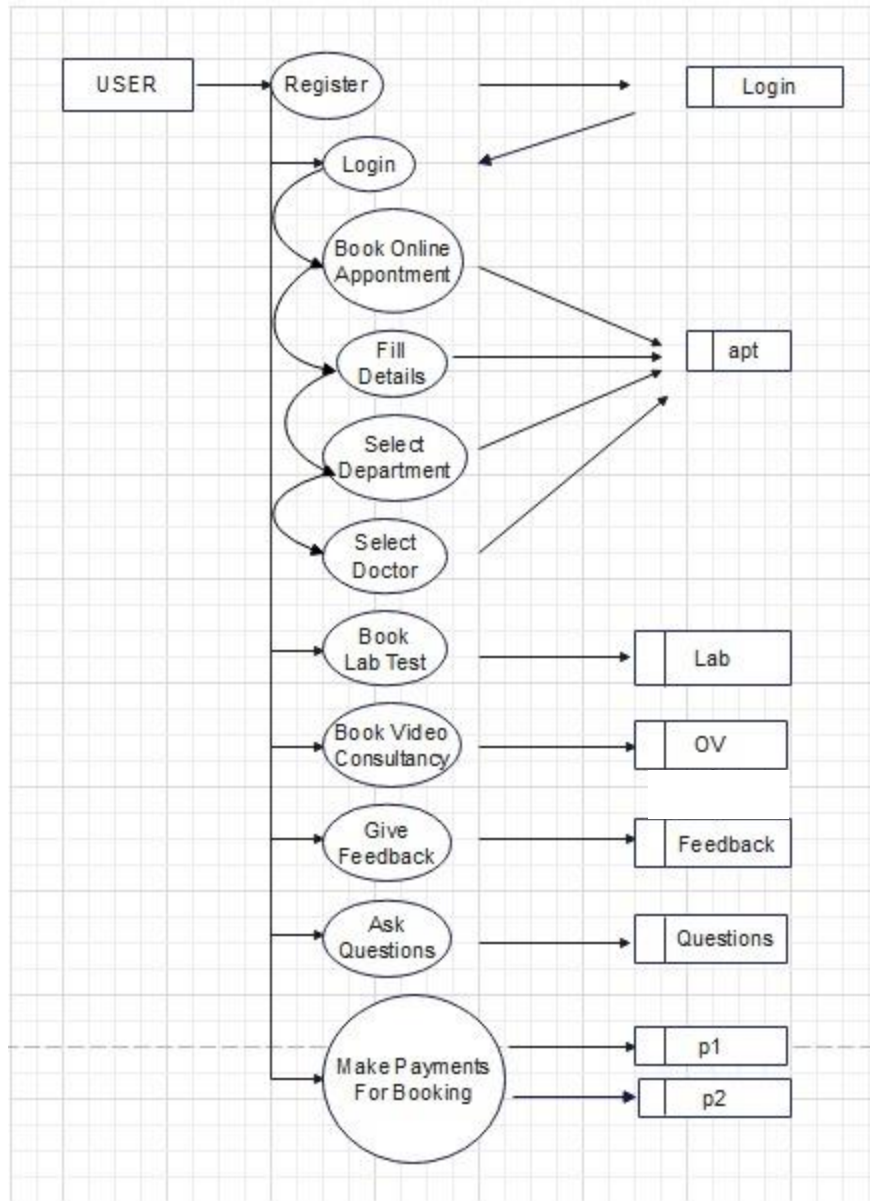 USER
Register
Login
Login
Book Online
Appontment
Fill
Details
apt
Select
Department
Select
Doctor
Book
Lab Test
Lab
Book Video
Consultancy
OV
Give
Feedback
Feedback
Ask
Questions
Questions
Make Payments
For Booking
p1
p2